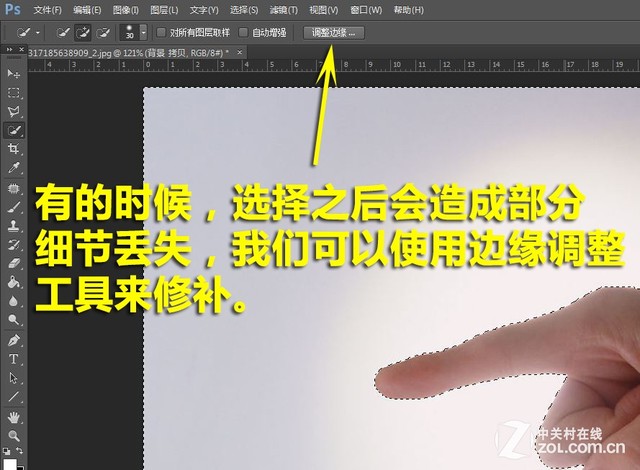 Ps 文件(F) 编辑(E) 图像(I) 图层(L) 文字(Y) 选择(S) 滤镜(T) 视图(V) 窗口(W) 帮助(H)
30 对所有图层取样 自动增强 调整边缘...
317185638909_2.jpg @ 121% (背景 拷贝, RGB/8#) *
有的时候，选择之后会造成部分
细节丢失，我们可以使用边缘调整
工具来修补。
中关村在线
zol.com.cn